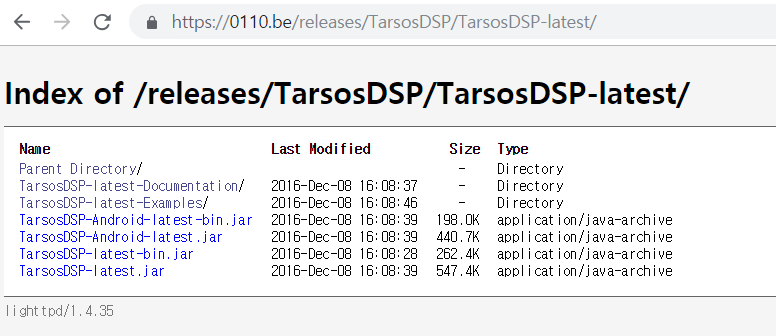 https://0110.be/releases/TarsosDSP/TarsosDSP-latest/
Index of /releases/TarsosDSP/TarsosDSP-latest/
Name Last Modified Size Type
Parent Directory/ - Directory
TarsosDSP-latest-Documentation/ 2016-Dec-08 16:08:37 - Directory
TarsosDSP-latest-Examples/ 2016-Dec-08 16:08:46 - Directory
TarsosDSP-Android-latest-bin.jar 2016-Dec-08 16:08:39 198.0K application/java-archive
TarsosDSP-Android-latest.jar 2016-Dec-08 16:08:39 440.7K application/java-archive
TarsosDSP-latest-bin.jar 2016-Dec-08 16:08:28 262.4K application/java-archive
TarsosDSP-latest.jar 2016-Dec-08 16:08:39 547.4K application/java-archive
lighttpd/1.4.35